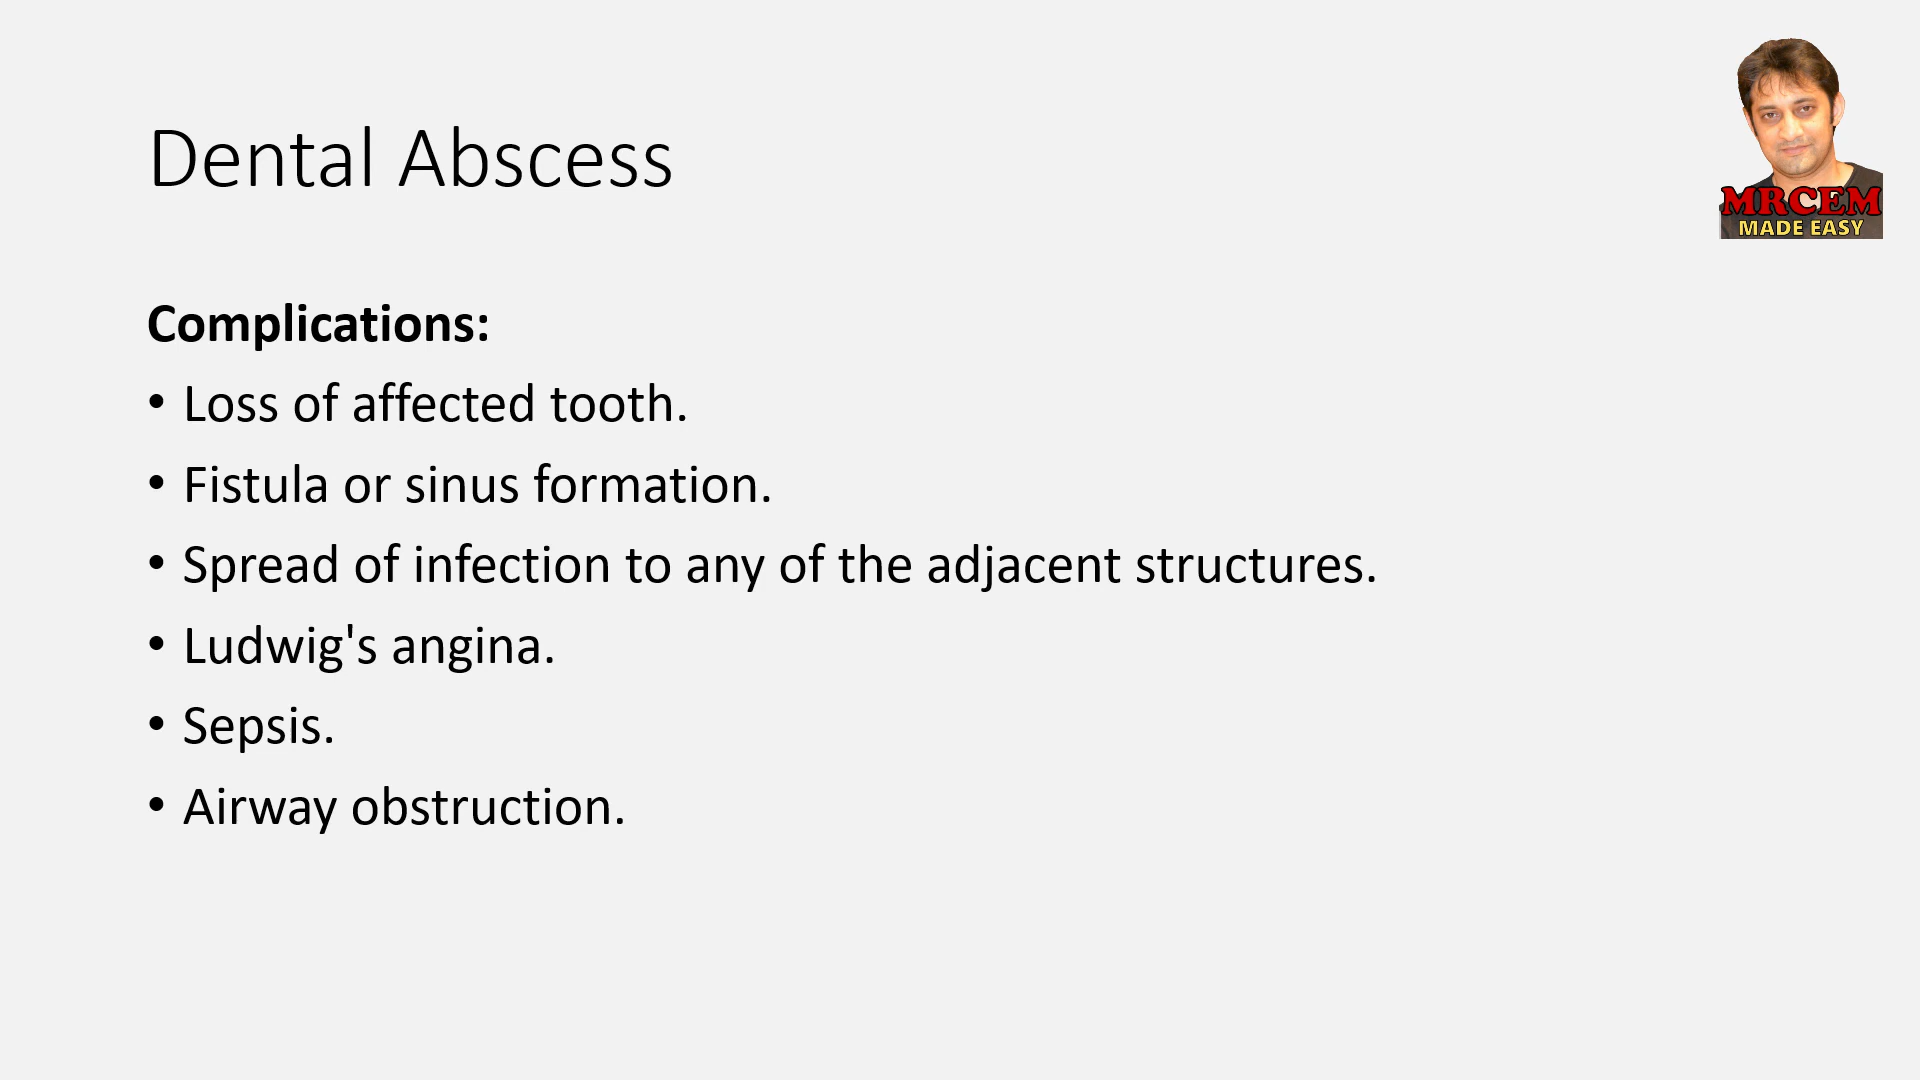 Dental Abscess
MRCEM
MADE EASY
Complications:
• Loss of affected tooth.
• Fistula or sinus formation.
• Spread of infection to any of the adjacent structures.
• Ludwig's angina.
• Sepsis.
• Airway obstruction.